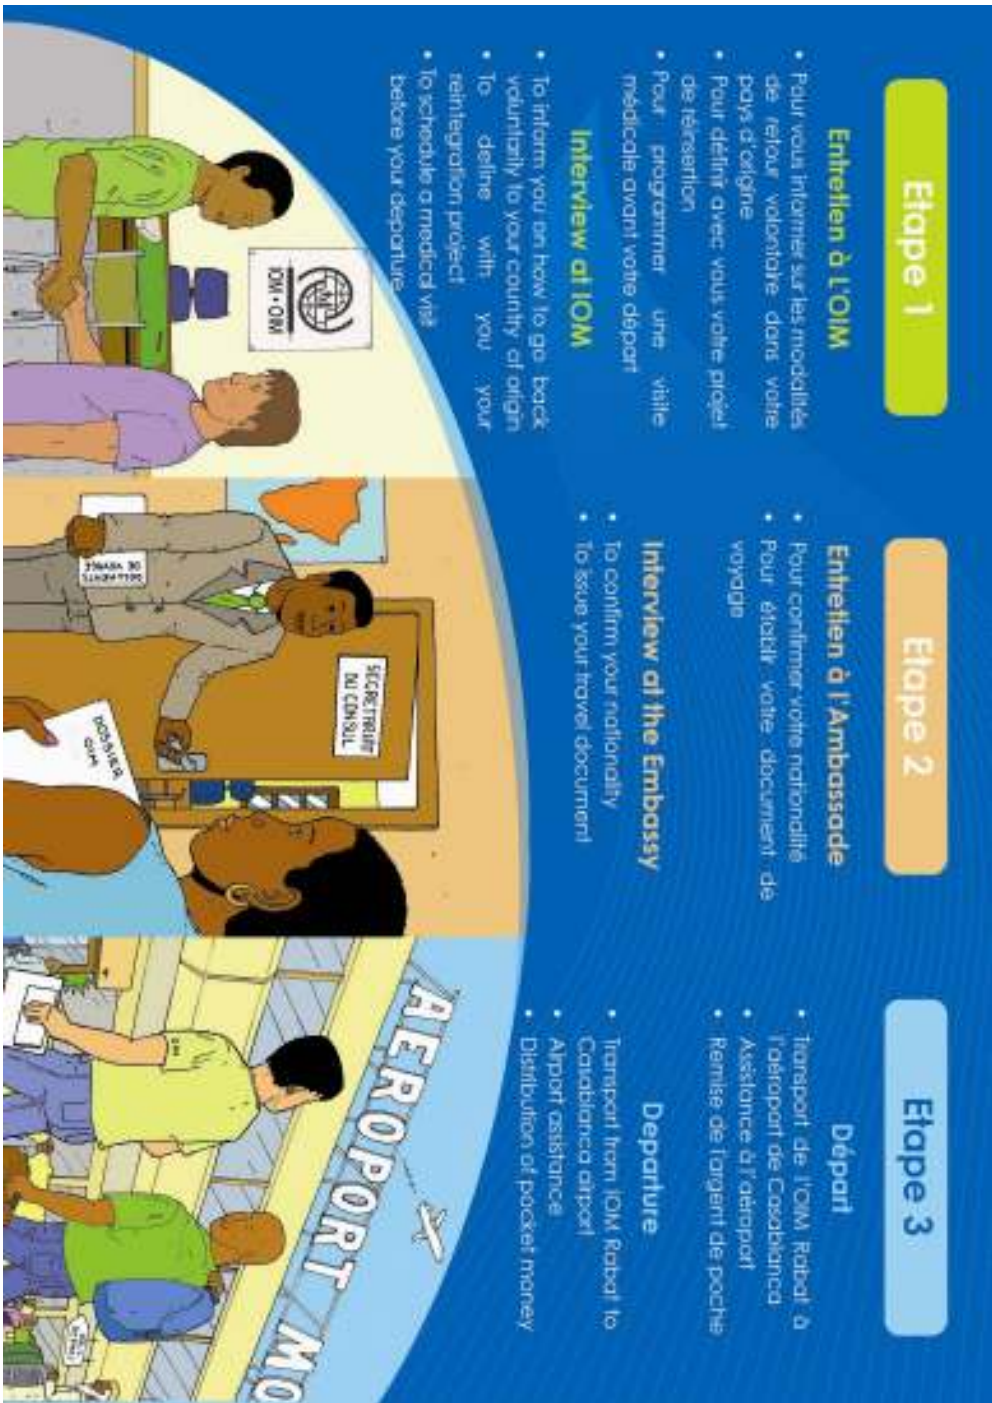 Etape 1
Entretien à L'OIM
• Pour vous informer sur les modalités
de retour volontaire dans votre
pays d'origine
• Pour définir avec vous votre projet
de réinsertion
• Pour programmer une visite
médicale avant votre départ
Interview at IOM
• To inform you on how to go back
voluntarily to your country of origin
• To define with you your
reintegration project
• To schedule a medical visit
before your departure
IOM • OIM
Etape 2
Entretien à l'Ambassade
• Pour confirmer votre nationalité
• Pour établir votre document de
voyage
Interview at the Embassy
• To confirm your nationality
• To issue your travel document
SECRETARIAT
DU CONSUL
DOCUMENTS
DE VOYAGE
DOSSIER
OIM
Etape 3
Départ
• Transport de l'OIM Rabat à
l'aéroport de Casablanca
• Assistance à l'aéroport
• Remise de l'argent de poche
Departure
• Transport from IOM Rabat to
Casablanca airport
• Airport assistance
• Distribution of pocket money
AEROPORT MO